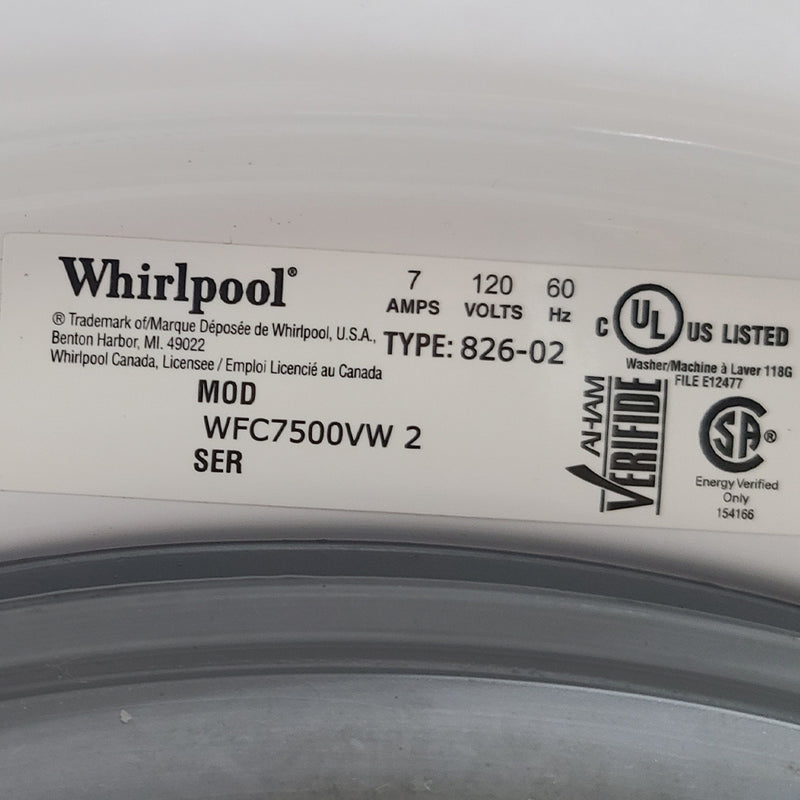 Whirlpool®
7 120 60
AMPS VOLTS Hz
® Trademark of/Marque Déposée de Whirlpool, U.S.A.,
Benton Harbor, MI. 49022
Whirlpool Canada, Licensee / Emploi Licencié au Canada
TYPE: 826-02
MOD
WFC7500VW 2
SER
C UL US LISTED
Washer/Machine à Laver 118G
FILE E12477
AHAM
VERIFIDE
SA®
Energy Verified
Only
154166